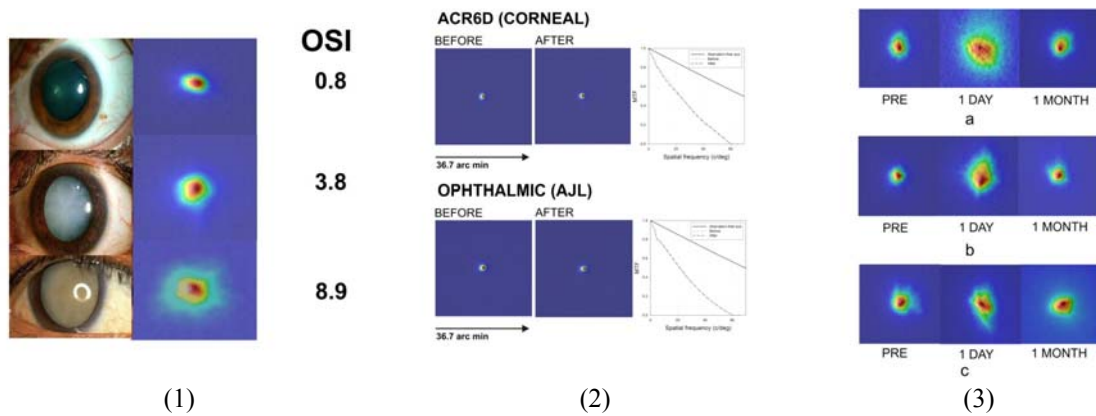 OSI
0.8
3.8
8.9
(1)
ACR6D (CORNEAL)
BEFORE AFTER
MTF
Spatial frequency (c/deg)
36.7 arc min
OPHTHALMIC (AJL)
BEFORE AFTER
MTF
Spatial frequency (c/deg)
36.7 arc min
(2)
PRE 1 DAY 1 MONTH
a
PRE 1 DAY 1 MONTH
b
PRE 1 DAY 1 MONTH
c
(3)